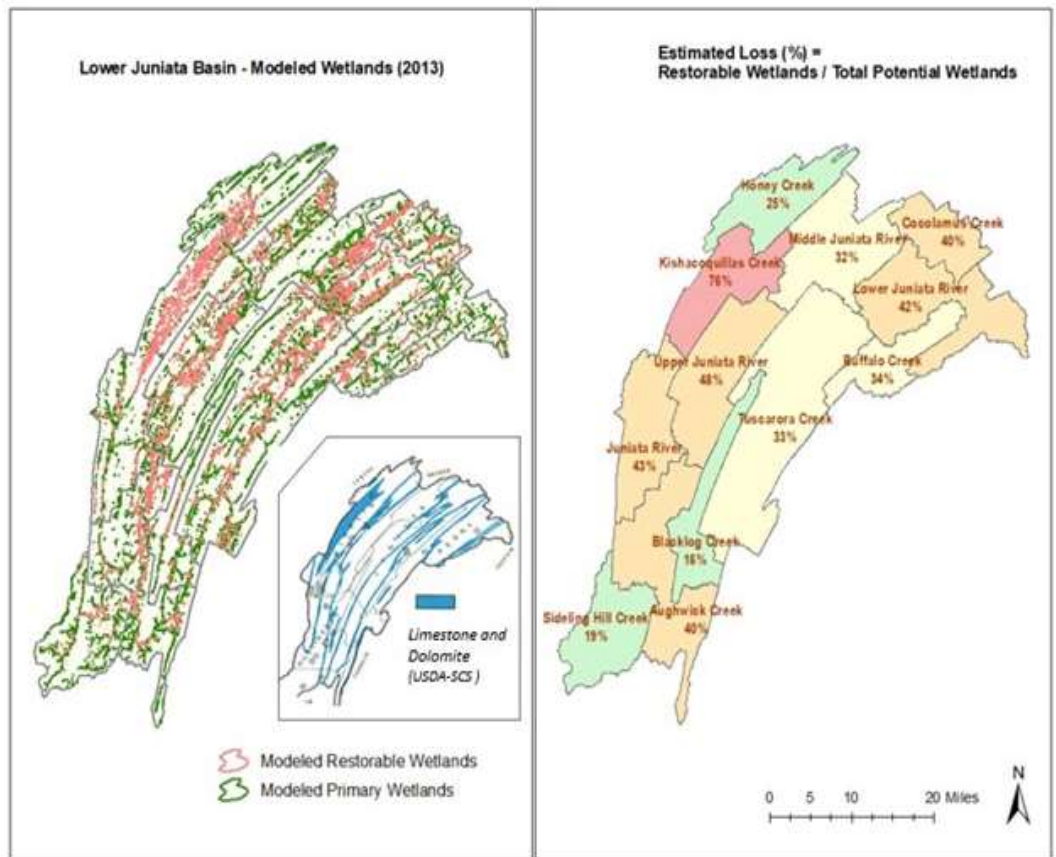 Lower Juniata Basin - Modeled Wetlands (2013)
Limestone and
Dolomite
(USDA-SCS )
Modeled Restorable Wetlands
Modeled Primary Wetlands
Estimated Loss (%) =
Restorable Wetlands / Total Potential Wetlands
Honey Creek
25%
Cocolamus Creek
40%
Middle Juniata River
32%
Kishacoquillas Creek
76%
Lower Juniata River
42%
Upper Juniata River
48%
Buffalo Creek
34%
Tuscarora Creek
33%
Juniata River
43%
Blacklog Creek
16%
Sideling Hill Creek
19%
Aughwick Creek
40%
N
0 5 10 20 Miles